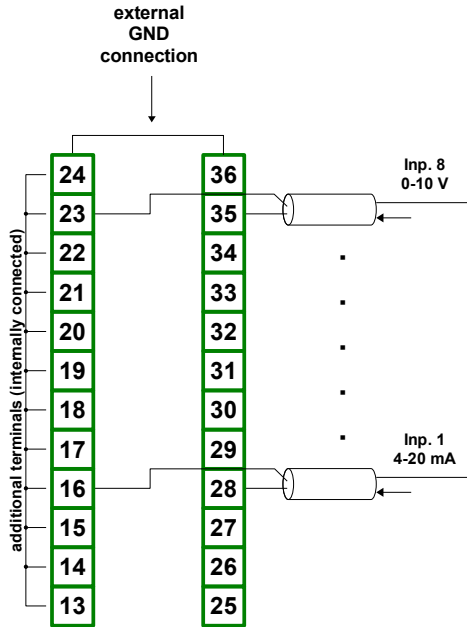 external
GND
connection
Inp. 8
0-10 V
24 36
23 35
22 34
21 33
20 32
19 31
18 30
17 29
16 28
15 27
14 26
13 25
additional terminals (internally connected)
Inp. 1
4-20 mA